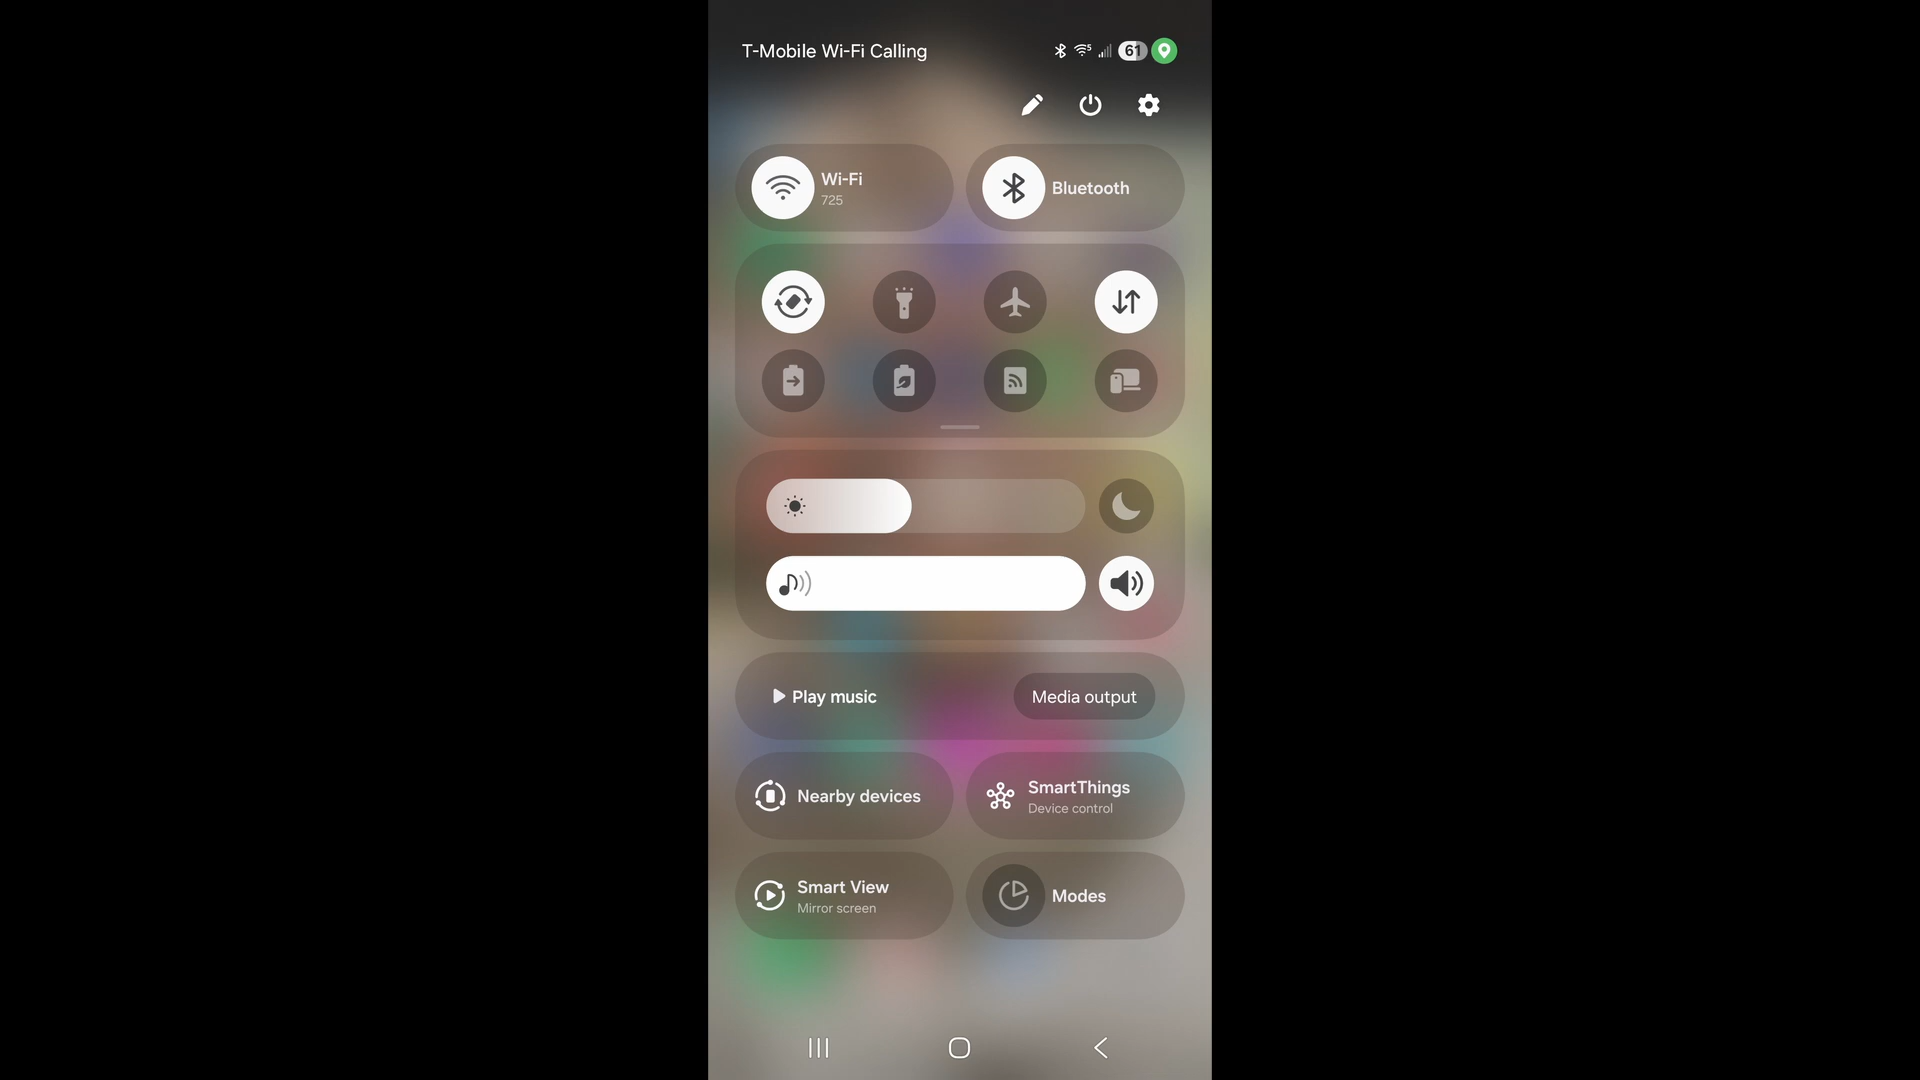 T-Mobile Wi-Fi Calling
61
Wi-Fi
725
Bluetooth
Play music
Media output
Nearby devices
SmartThings
Device control
Smart View
Mirror screen
Modes